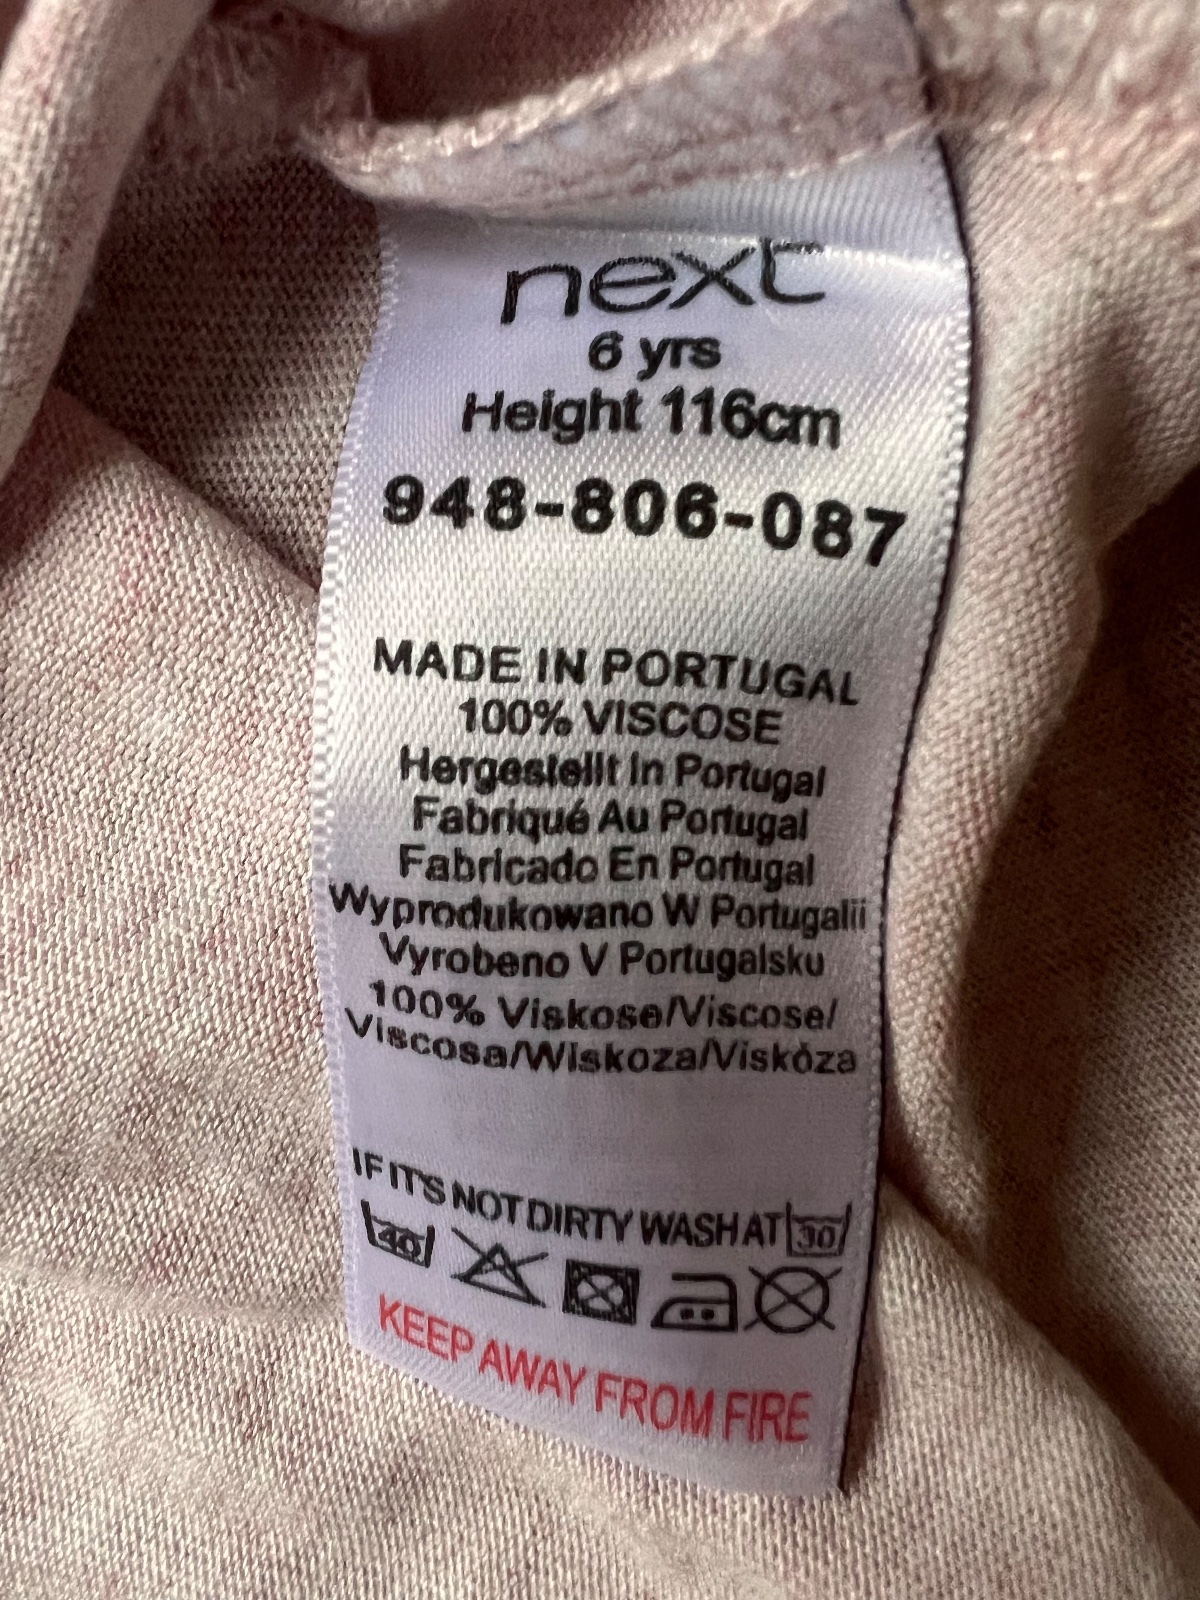 next
6 yrs
Height 116cm
948-806-087
MADE IN PORTUGAL
100% VISCOSE
Hergestellt In Portugal
Fabriqué Au Portugal
Fabricado En Portugal
Wyprodukowano W Portugalii
Vyrobeno V Portugalsku
100% Viskose/Viscose/
Viscosa/Wiskoza/Viskóza
IF IT'S NOT DIRTY WASH AT 30
40
KEEP AWAY FROM FIRE